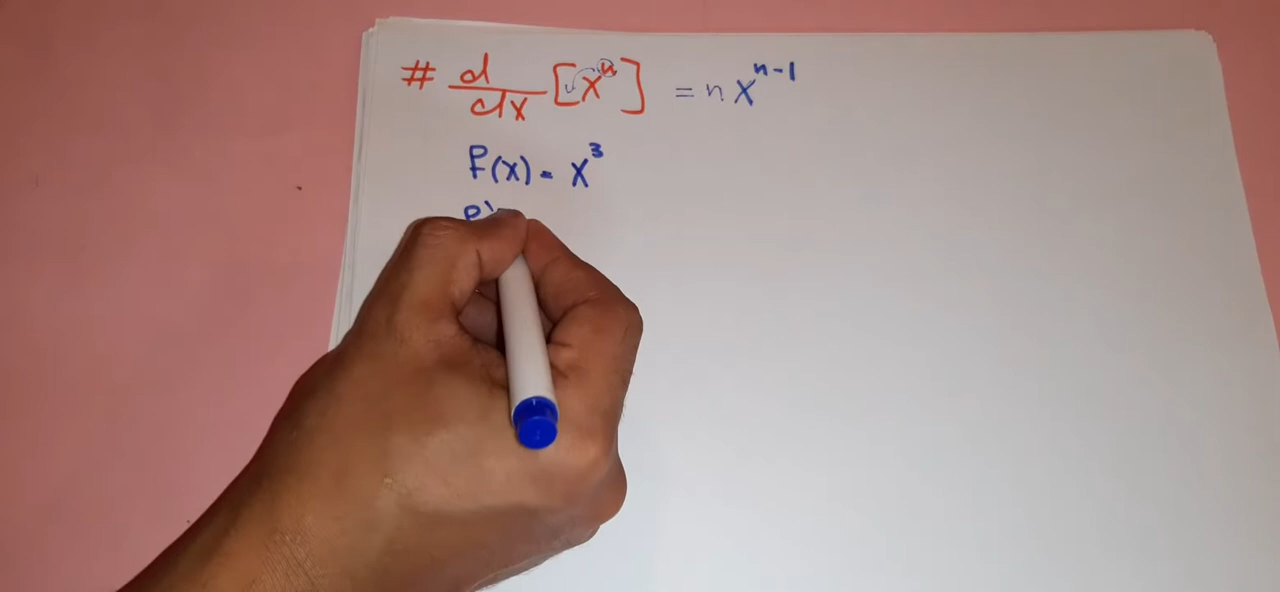 # d/dx [x^n] = n x^{n-1}
f(x) = x^3
f'